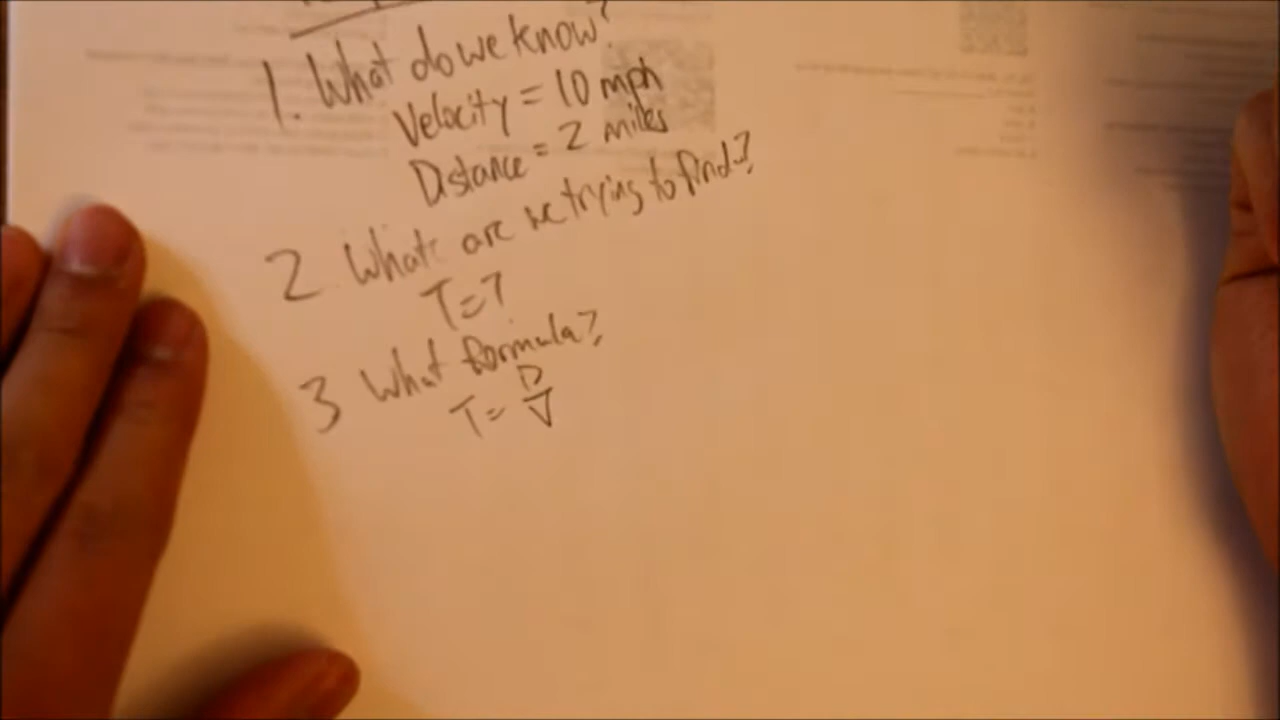 1. What do we know?
Velocity = 10 mph
Distance = 2 miles
2 What are we trying to find?
T=?
3 What formula?
T= D
V